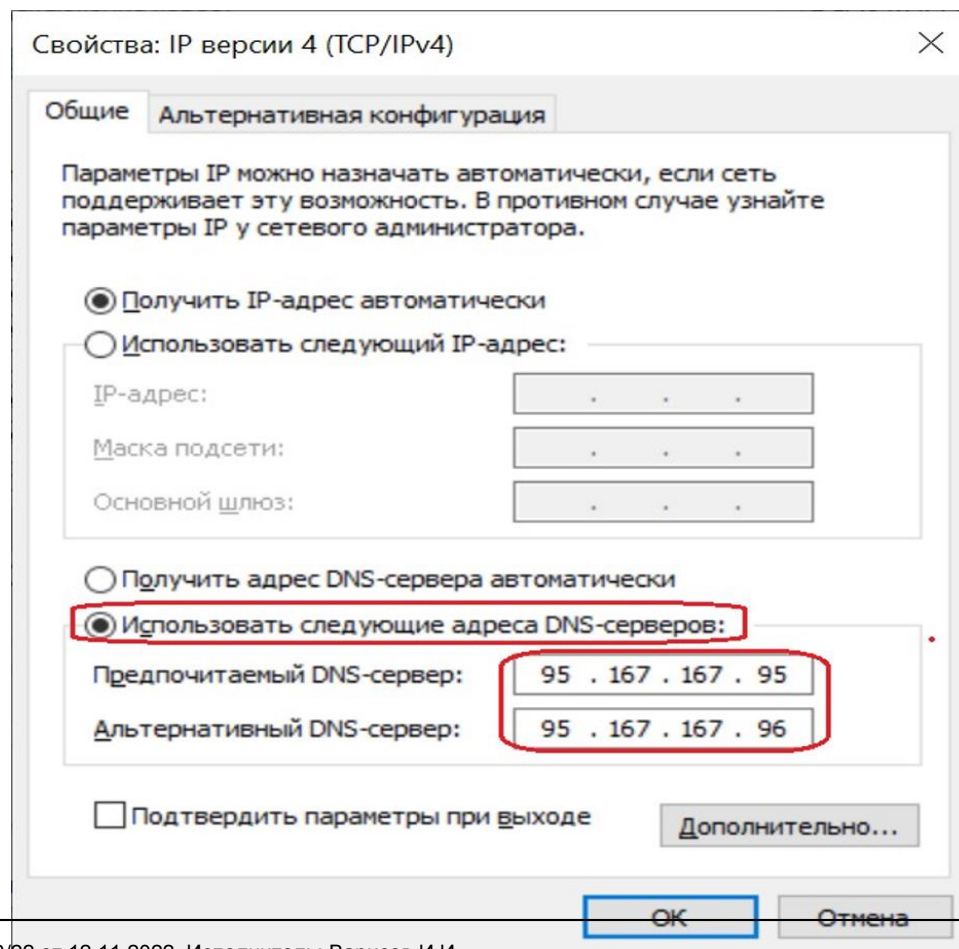 Свойства: IP версии 4 (TCP/IPv4)
Общие
Альтернативная конфигурация
Параметры IP можно назначать автоматически, если сеть
поддерживает эту возможность. В противном случае узнайте
параметры IP у сетевого администратора.
Получить IP-адрес автоматически
Использовать следующий IP-адрес:
IP-адрес: . . .
Маска подсети: . . .
Основной шлюз: . . .
Получить адрес DNS-сервера автоматически
Использовать следующие адреса DNS-серверов:
Предпочитаемый DNS-сервер: 95 . 167 . 167 . 95
Альтернативный DNS-сервер: 95 . 167 . 167 . 96
Подтвердить параметры при выходе
Дополнительно...
ОК Отмена